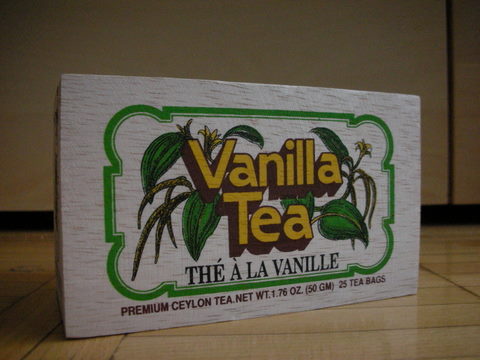 Vanilla
Tea
THÉ À LA VANILLE
PREMIUM CEYLON TEA.NET WT.1.76 OZ. (50 GM) 25 TEA BAGS